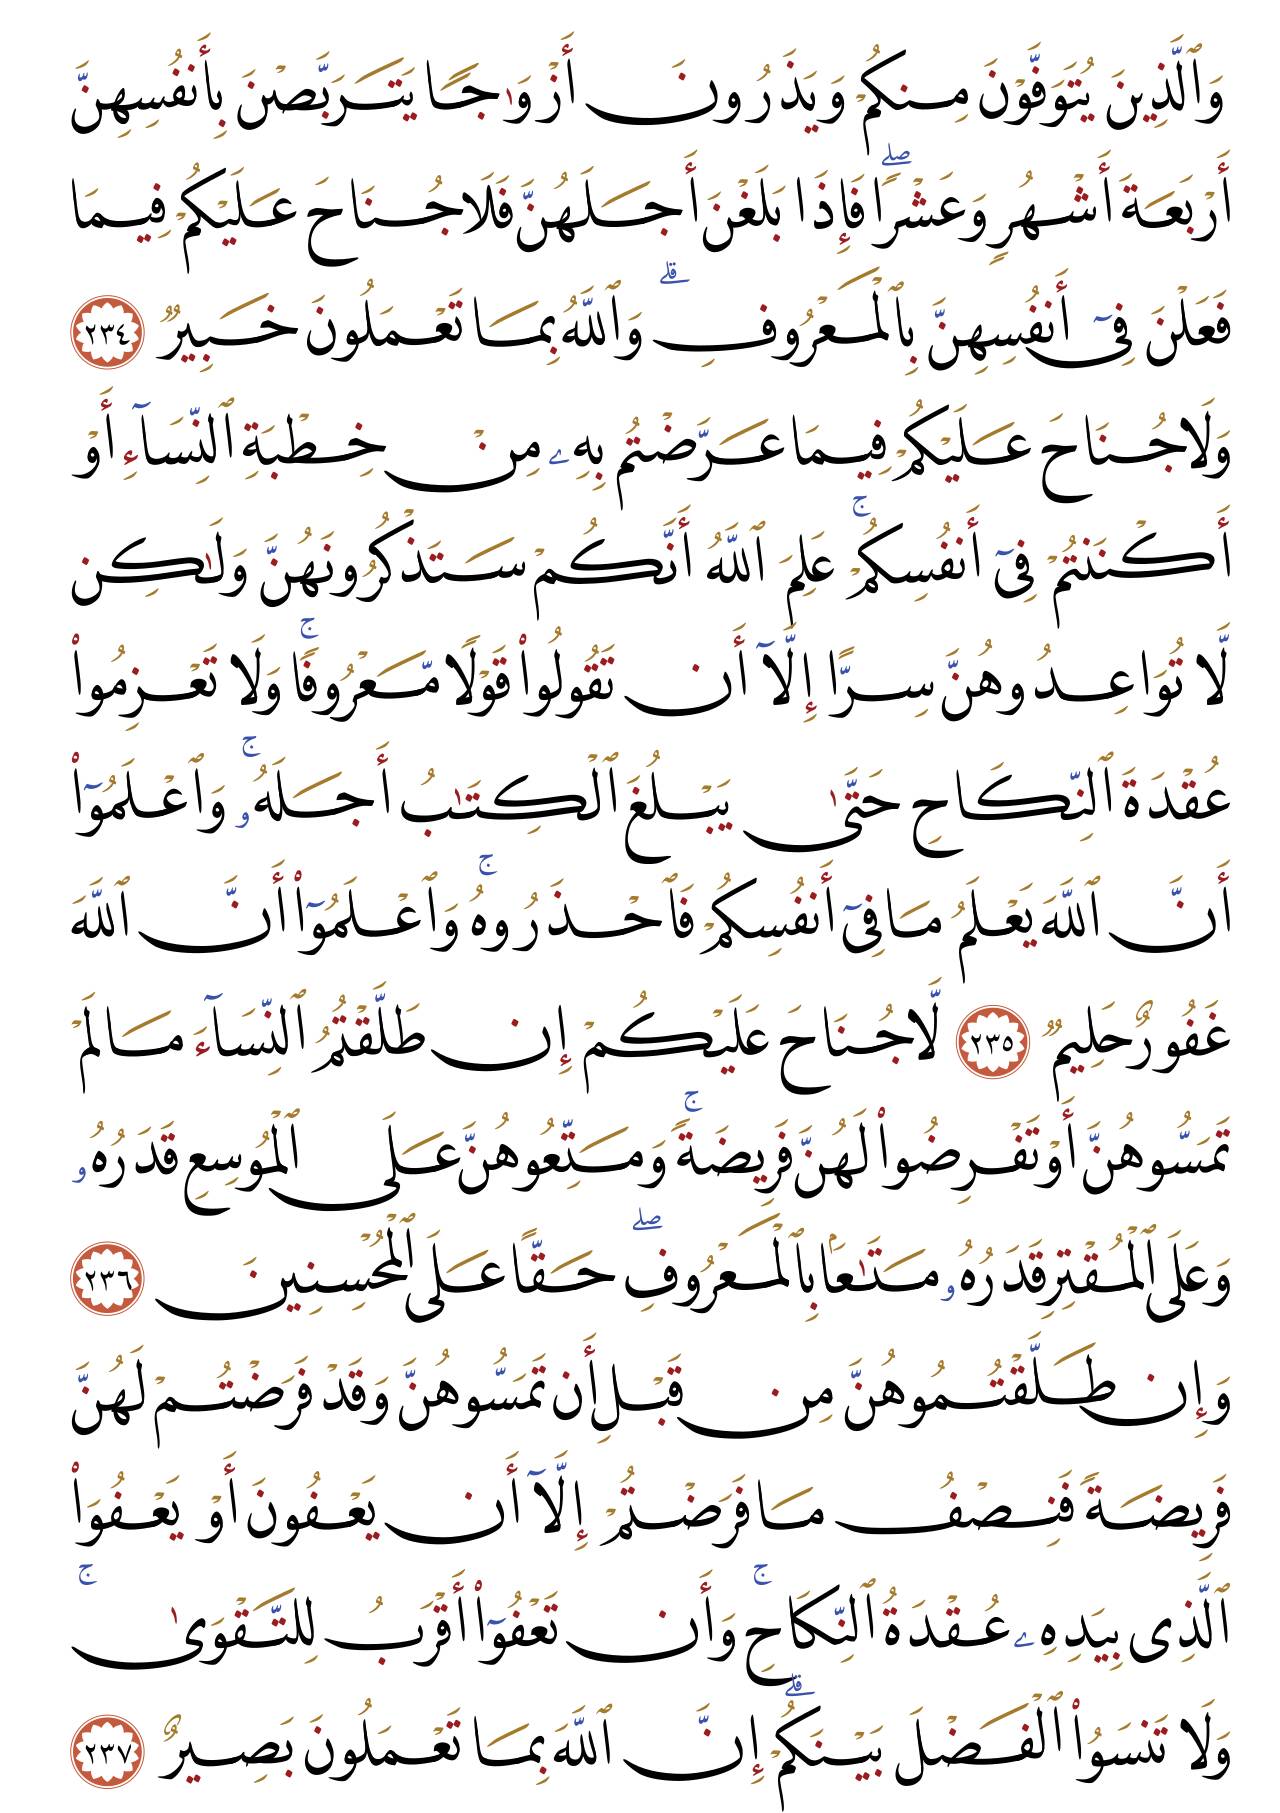 وَٱلَّذِينَ يُتَوَفَّوْنَ مِنكُمْ وَيَذَرُونَ أَزْوَٰجًا يَتَرَبَّصْنَ بِأَنفُسِهِنَّ
أَرْبَعَةَ أَشْهُرٍ وَعَشْرًا ۖ فَإِذَا بَلَغْنَ أَجَلَهُنَّ فَلَا جُنَاحَ عَلَيْكُمْ فِيمَا
فَعَلْنَ فِىٓ أَنفُسِهِنَّ بِٱلْمَعْرُوفِ ۗ وَٱللَّهُ بِمَا تَعْمَلُونَ خَبِيرٌ ٢٣٤
وَلَا جُنَاحَ عَلَيْكُمْ فِيمَا عَرَّضْتُم بِهِۦ مِنْ خِطْبَةِ ٱلنِّسَآءِ أَوْ
أَكْنَنتُمْ فِىٓ أَنفُسِكُمْ ۚ عَلِمَ ٱللَّهُ أَنَّكُمْ سَتَذْكُرُونَهُنَّ وَلَٰكِن
لَّا تُوَاعِدُوهُنَّ سِرًّا إِلَّآ أَن تَقُولُوا۟ قَوْلًا مَّعْرُوفًا ۚ وَلَا تَعْزِمُوا۟
عُقْدَةَ ٱلنِّكَاحِ حَتَّىٰ يَبْلُغَ ٱلْكِتَٰبُ أَجَلَهُۥ ۚ وَٱعْلَمُوٓا۟
أَنَّ ٱللَّهَ يَعْلَمُ مَا فِىٓ أَنفُسِكُمْ فَٱحْذَرُوهُ ۚ وَٱعْلَمُوٓا۟ أَنَّ ٱللَّهَ
غَفُورٌ حَلِيمٌ ٢٣٥ لَّا جُنَاحَ عَلَيْكُمْ إِن طَلَّقْتُمُ ٱلنِّسَآءَ مَا لَمْ
تَمَسُّوهُنَّ أَوْ تَفْرِضُوا۟ لَهُنَّ فَرِيضَةً ۚ وَمَتِّعُوهُنَّ عَلَى ٱلْمُوسِعِ قَدَرُهُۥ
وَعَلَى ٱلْمُقْتِرِ قَدَرُهُۥ مَتَٰعًۢا بِٱلْمَعْرُوفِ ۖ حَقًّا عَلَى ٱلْمُحْسِنِينَ ٢٣٦
وَإِن طَلَّقْتُمُوهُنَّ مِن قَبْلِ أَن تَمَسُّوهُنَّ وَقَدْ فَرَضْتُمْ لَهُنَّ
فَرِيضَةً فَنِصْفُ مَا فَرَضْتُمْ إِلَّآ أَن يَعْفُونَ أَوْ يَعْفُوَا۟
ٱلَّذِى بِيَدِهِۦ عُقْدَةُ ٱلنِّكَاحِ ۚ وَأَن تَعْفُوٓا۟ أَقْرَبُ لِلتَّقْوَىٰ ۚ
وَلَا تَنسَوُا۟ ٱلْفَضْلَ بَيْنَكُمْ ۗ إِنَّ ٱللَّهَ بِمَا تَعْمَلُونَ بَصِيرٌ ٢٣٧